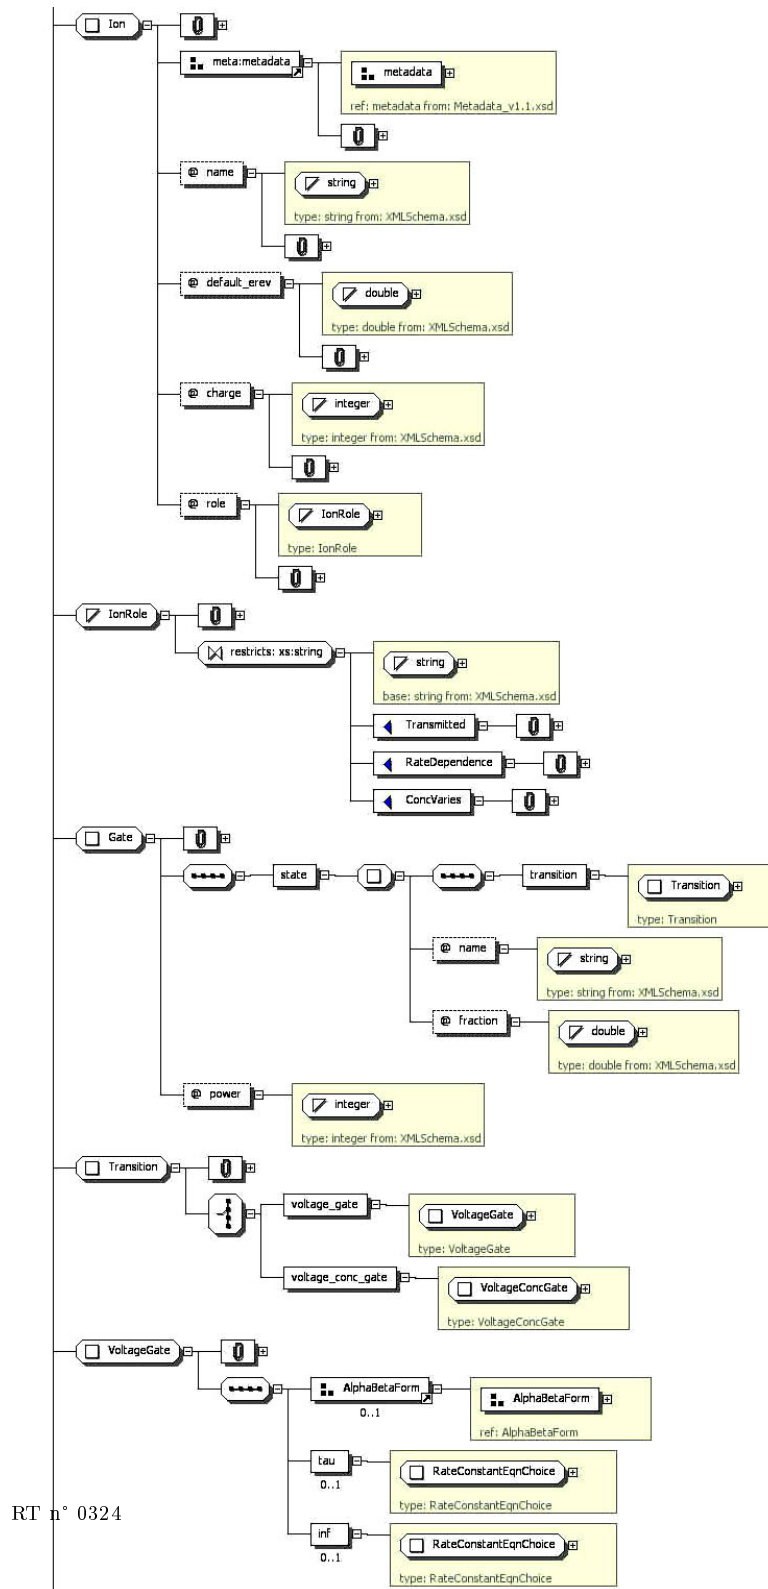 Ion
meta:metadata
metadata
ref: metadata from: Metadata_v1.1.xsd
@ name
string
type: string from: XMLSchema.xsd
@ default_erev
double
type: double from: XMLSchema.xsd
@ charge
integer
type: integer from: XMLSchema.xsd
@ role
IonRole
type: IonRole
IonRole
restricts: xs:string
string
base: string from: XMLSchema.xsd
Transmitted
RateDependence
ConcVaries
Gate
state
transition
Transition
type: Transition
@ name
string
type: string from: XMLSchema.xsd
@ fraction
double
type: double from: XMLSchema.xsd
@ power
integer
type: integer from: XMLSchema.xsd
Transition
voltage_gate
VoltageGate
type: VoltageGate
voltage_conc_gate
VoltageConcGate
type: VoltageConcGate
VoltageGate
AlphaBetaForm
0..1
AlphaBetaForm
ref: AlphaBetaForm
tau
0..1
RateConstantEqnChoice
type: RateConstantEqnChoice
RT n° 0324
inf
0..1
RateConstantEqnChoice
type: RateConstantEqnChoice